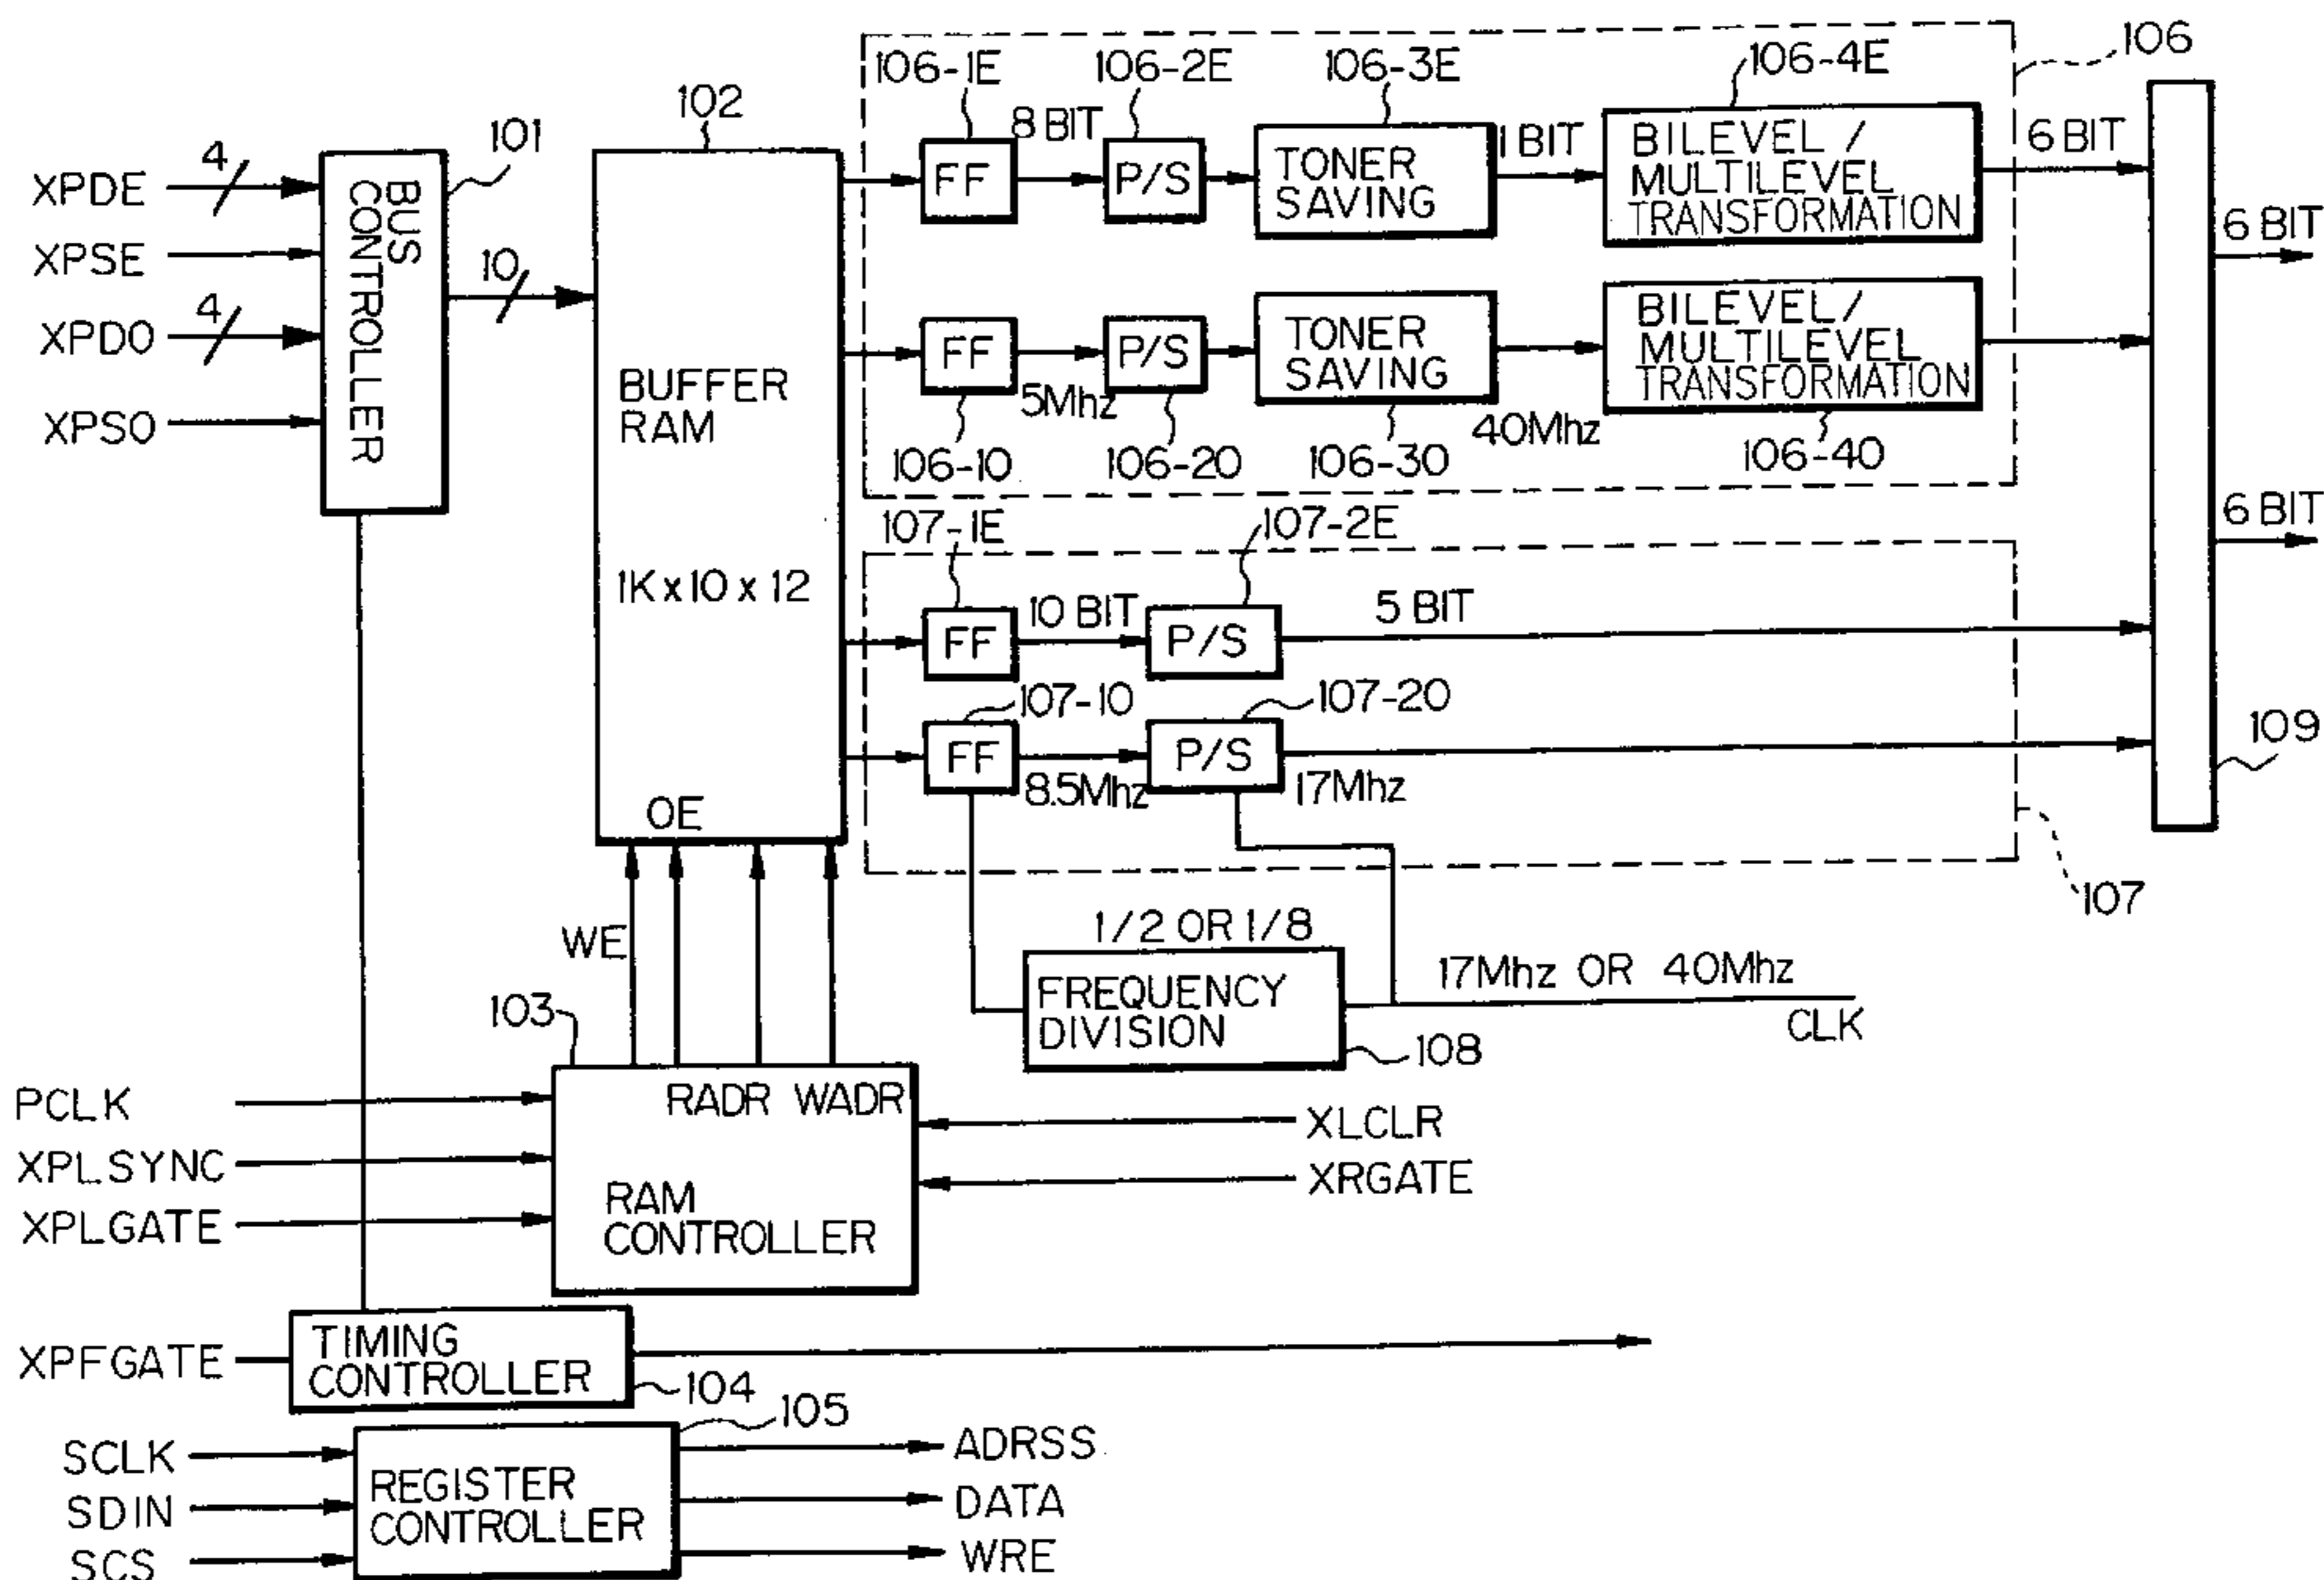 106-1E
106-2E
106-3E
106-4E
106
102
101
8 BIT
1 BIT
6 BIT
4
XPDE
BUS
CONTROLLER
FF
P/S
TONER
SAVING
BILEVEL /
MULTILEVEL
TRANSFORMATION
XPSE
10
6 BIT
4
XPDO
XPSO
BUFFER
RAM
FF
P/S
TONER
SAVING
BILEVEL /
MULTILEVEL
TRANSFORMATION
5Mhz
40Mhz
106-10
106-20
106-30
106-40
6 BIT
107-1E
107-2E
1K x 10 x 12
10 BIT
5 BIT
FF
P/S
107-10
107-20
FF
P/S
109
8.5Mhz
17Mhz
OE
107
WE
1/2 OR 1/8
FREQUENCY
DIVISION
17Mhz OR 40Mhz
CLK
108
103
PCLK
RADR
WADR
XLCLR
XPLSYNC
XRGATE
XPLGATE
RAM
CONTROLLER
XPFGATE
TIMING
CONTROLLER
104
105
SCLK
SDIN
SCS
REGISTER
CONTROLLER
ADRSS
DATA
WRE